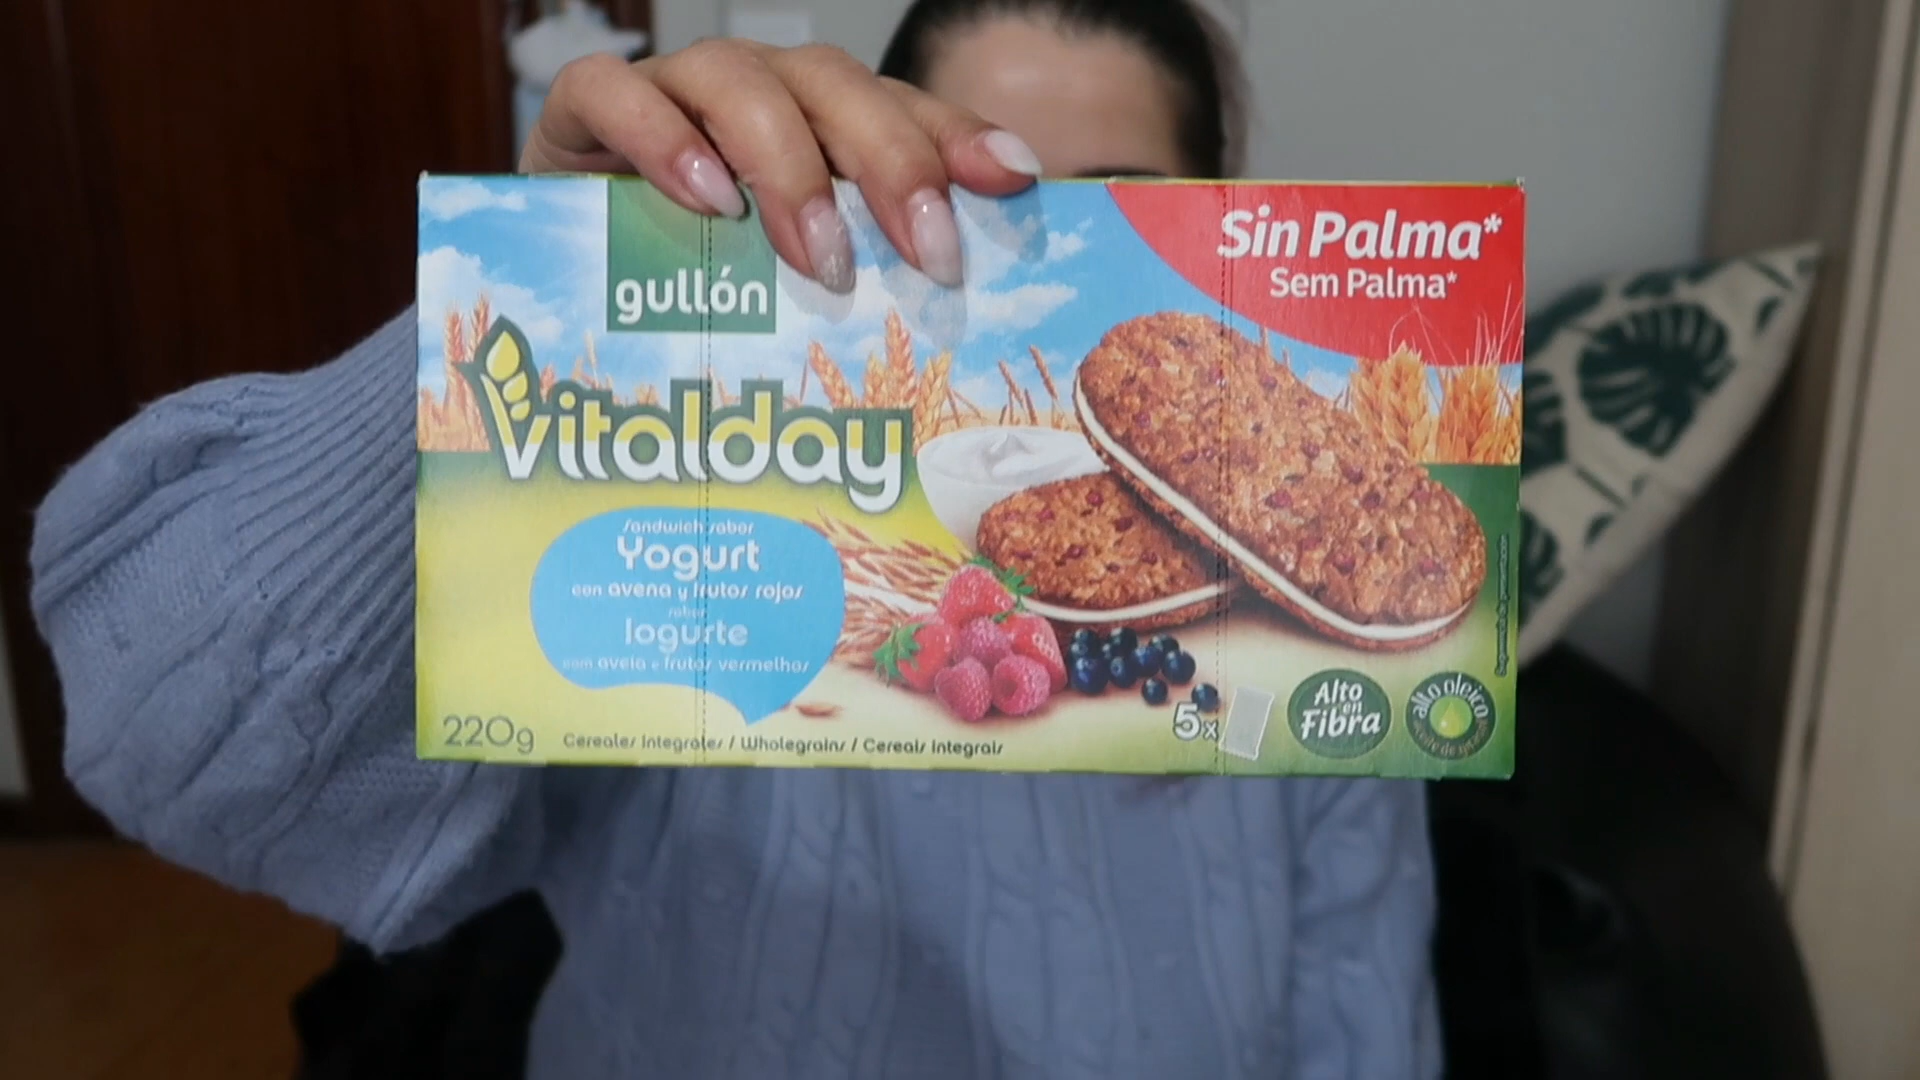 gullón
Sin Palma*
Sem Palma*
vitalday
sandwich sabor
Yogurt
con avena y frutos rojos
sabor
Iogurte
com aveia e frutos vermelhos
220g
Cereales Integrales / Wholegrains / Cereais Integrais
5x
Alto
en
Fibra
alto oleico